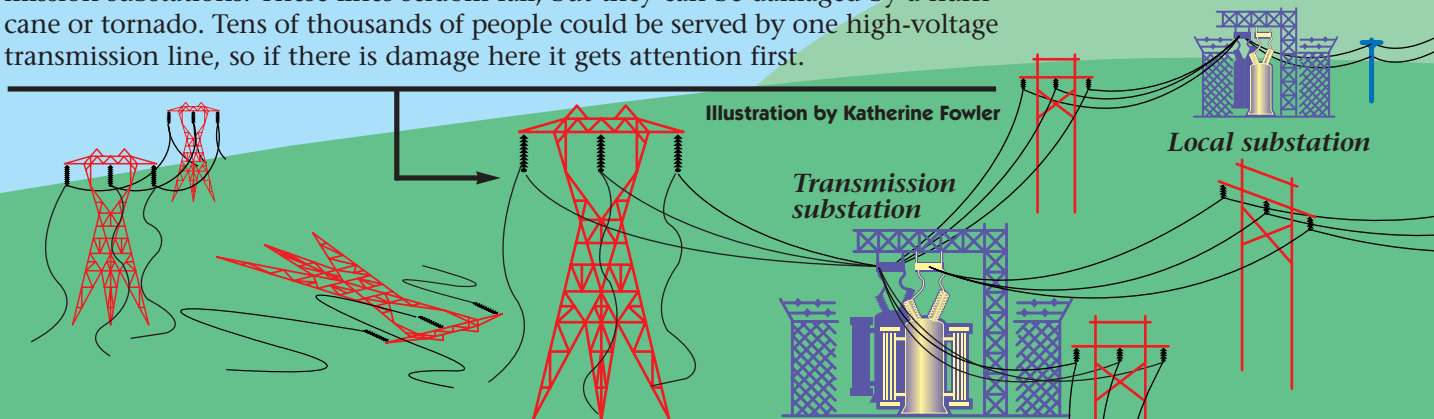 cane or tornado. Tens of thousands of people could be served by one high-voltage
transmission line, so if there is damage here it gets attention first.
Illustration by Katherine Fowler
Local substation
Transmission
substation